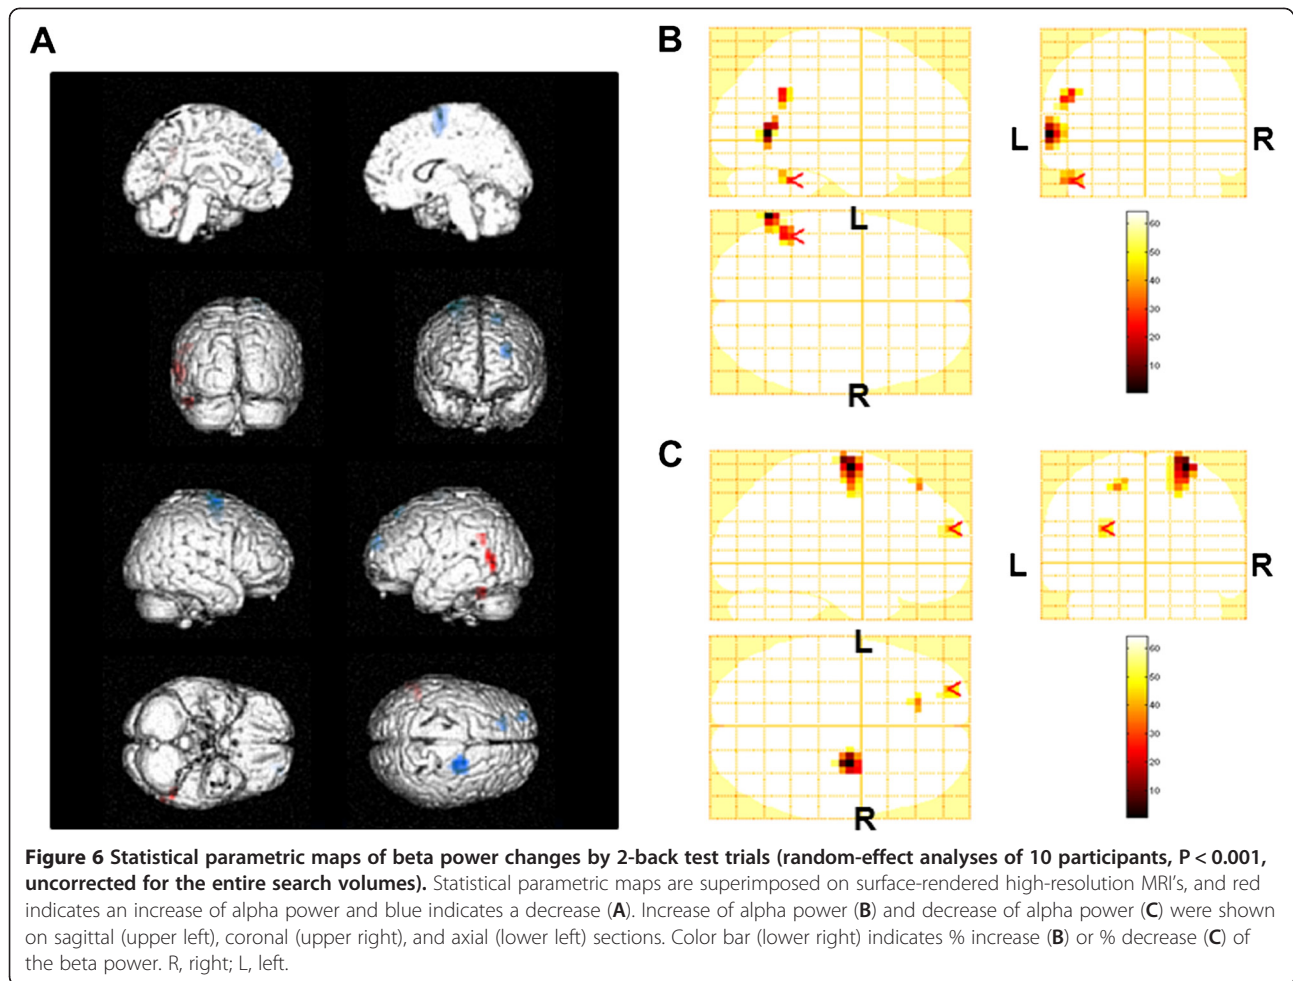 A
B
L
R
L
R
60
50
40
30
20
10
C
L
R
L
R
60
50
40
30
20
10
Figure 6 Statistical parametric maps of beta power changes by 2-back test trials (random-effect analyses of 10 participants, P < 0.001,
uncorrected for the entire search volumes). Statistical parametric maps are superimposed on surface-rendered high-resolution MRI's, and red
indicates an increase of alpha power and blue indicates a decrease (A). Increase of alpha power (B) and decrease of alpha power (C) were shown
on sagittal (upper left), coronal (upper right), and axial (lower left) sections. Color bar (lower right) indicates % increase (B) or % decrease (C) of
the beta power. R, right; L, left.